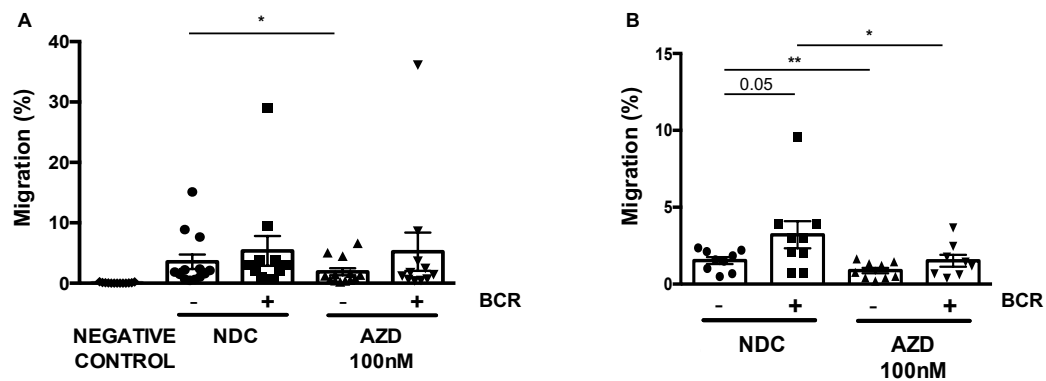 A
*
40
30
20
10
0
Migration (%)
- + - + BCR
NEGATIVE
CONTROL
NDC
AZD
100nM
B
*
**
0.05
15
10
5
0
Migration (%)
- + - + BCR
NDC
AZD
100nM